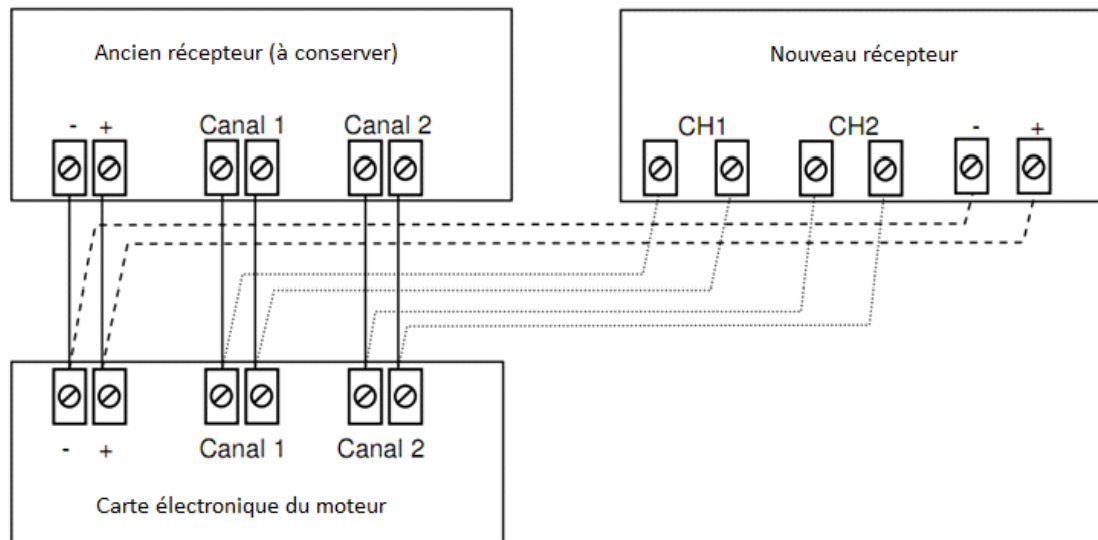 Ancien récepteur (à conserver)
- + Canal 1 Canal 2
Nouveau récepteur
CH1 CH2 - +
- + Canal 1 Canal 2
Carte électronique du moteur